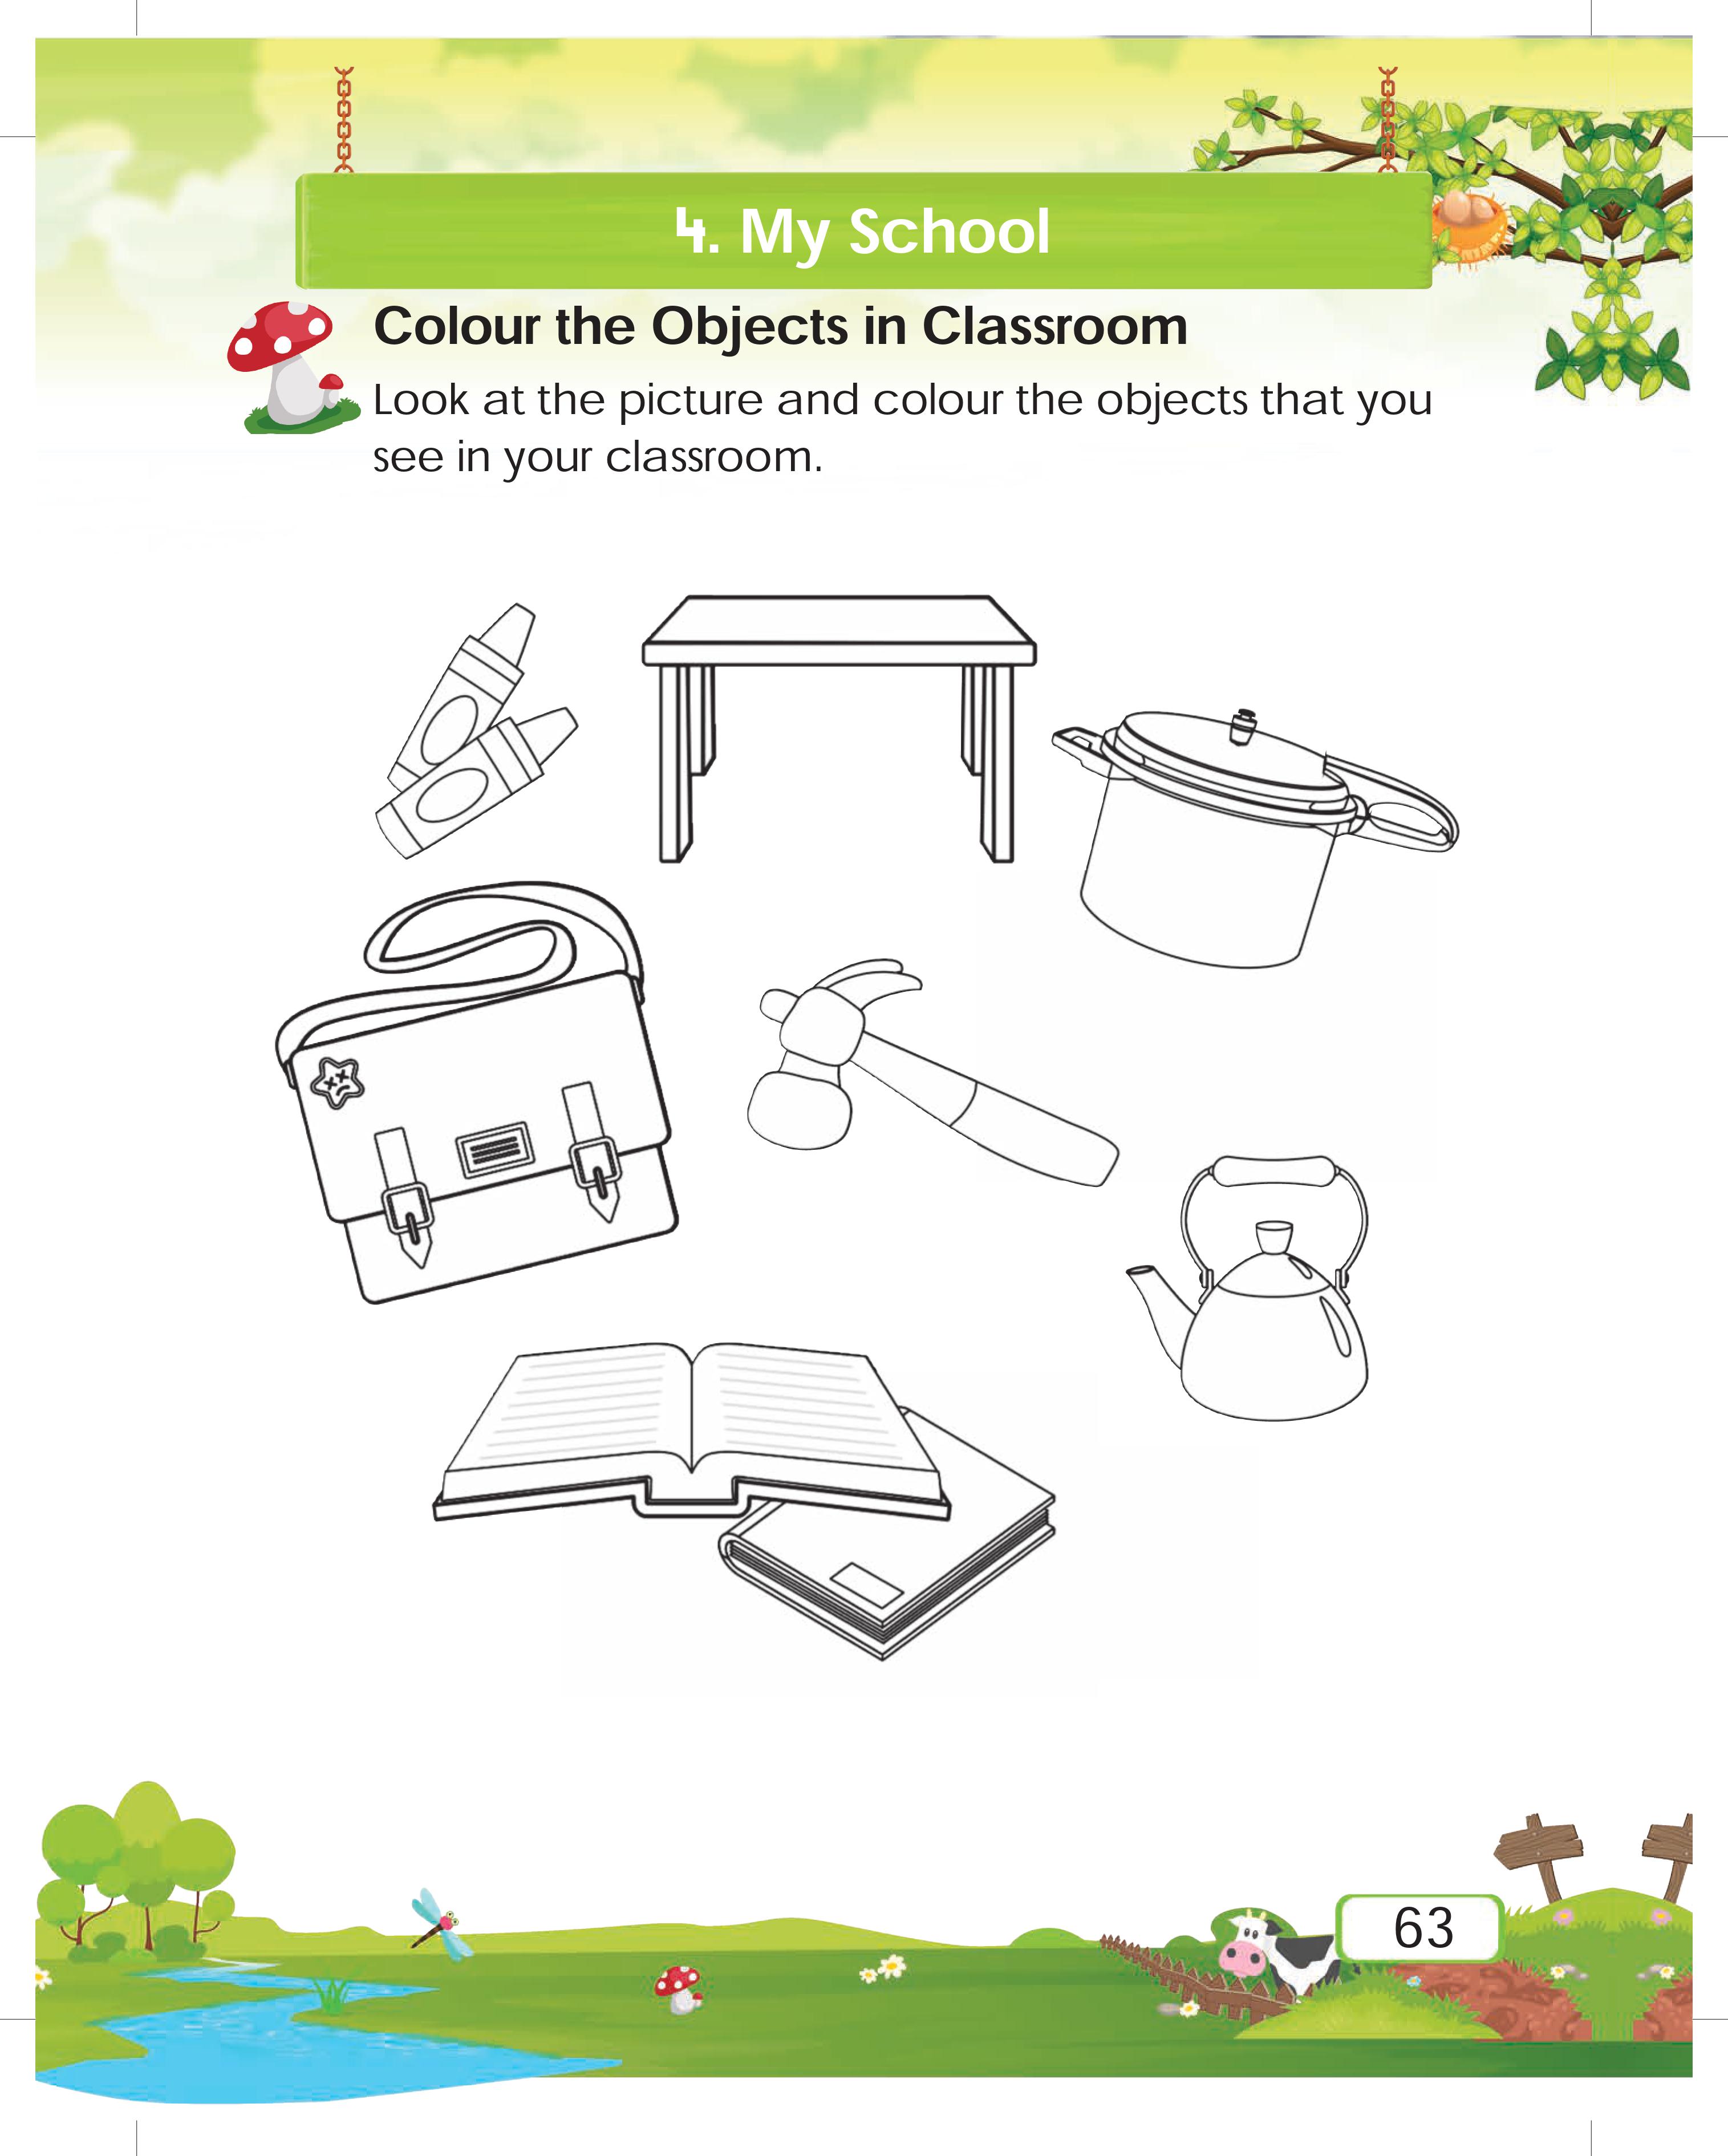 4. My School
Colour the Objects in Classroom
Look at the picture and colour the objects that you
see in your classroom.
63